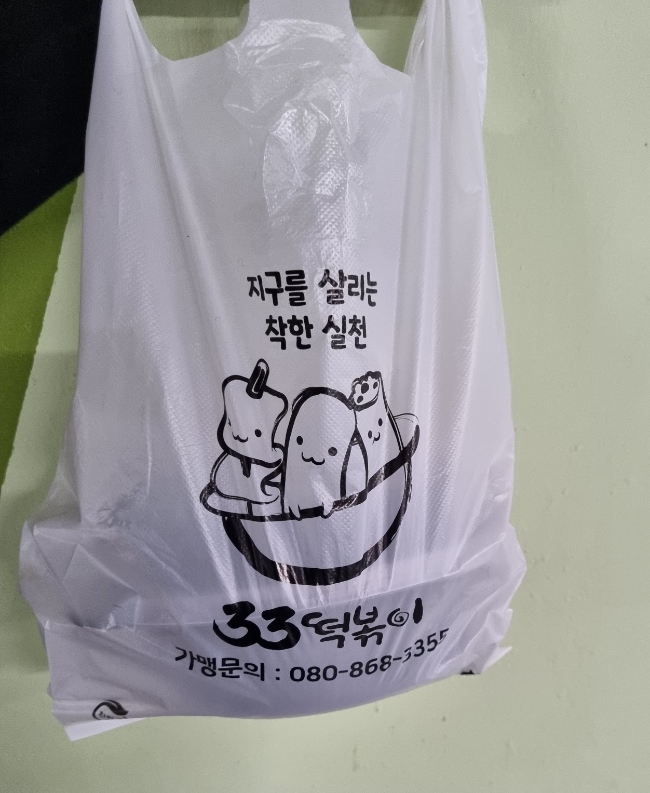 지구를 살리는
착한 실천
33떡볶이
가맹문의 : 080-868-3355